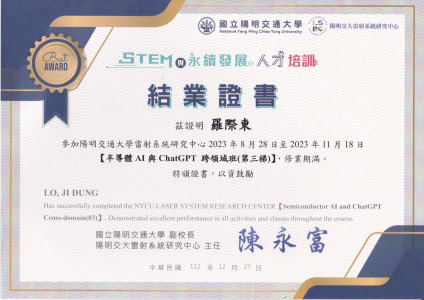 國立陽明交通大學
National Yang Ming Chiao Tung University
陽明交大雷射系統研究中心
Best
AWARD
STEM與永續發展人才培訓
結業證書
茲證明 羅際東
參加陽明交通大學雷射系統研究中心 2023 年 8 月 28 日至 2023 年 11 月 18 日
【半導體 AI 與 ChatGPT 跨領域班(第三梯)】, 修業期滿。
特頒證書, 以資鼓勵
LO, JI DUNG
Has successfully completed the NYCU LASER SYSTEM RESEARCH CENTER【Semiconductor AI and ChatGPT
Cross-domain(03)】. Demonstrated excellent performance in all activities and classes throughout the course.
國立陽明交通大學 副校長
陽明交大雷射系統研究中心 主任
陳永富
中華民國 112 年 12 月 27 日